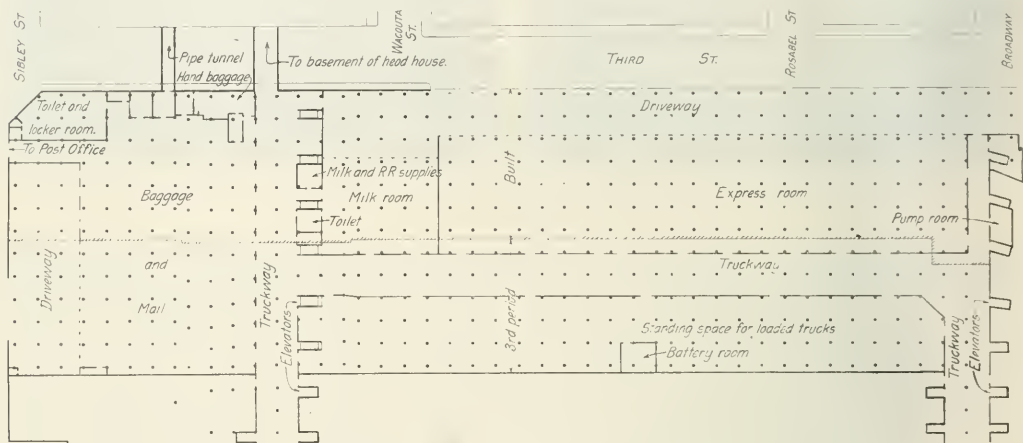 SIBLEY ST
WACOUTA
ST.
ROSABEL ST
BROADWAY
Pipe tunnel
Hand baggage
To basement of head house.
THIRD ST.
Toilet and
locker room.
To Post Office
Driveway
Built
Milk and RR supplies
Baggage
Milk room
Express room
Toilet
Pump room
Driveway
and
Truckway
Truckway
Mail
Elevators
3rd period
Standing space for loaded trucks
Battery room
Truckway
Elevators